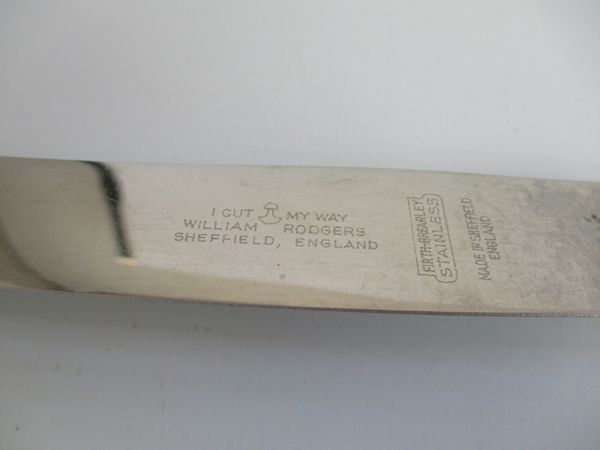 I CUT MY WAY
WILLIAM RODGERS
SHEFFIELD, ENGLAND
FIRTH-BREARLEY
STAINLESS
MADE IN SHEFFIELD
ENGLAND